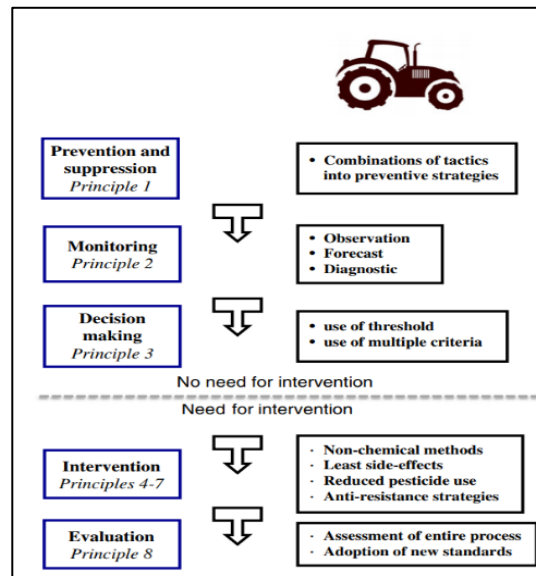 Prevention and
suppression
Principle 1
• Combinations of tactics
into preventive strategies
Monitoring
Principle 2
• Observation
• Forecast
• Diagnostic
Decision
making
Principle 3
• use of threshold
• use of multiple criteria
No need for intervention
Need for intervention
Intervention
Principles 4-7
· Non-chemical methods
· Least side-effects
· Reduced pesticide use
· Anti-resistance strategies
Evaluation
Principle 8
· Assessment of entire process
· Adoption of new standards